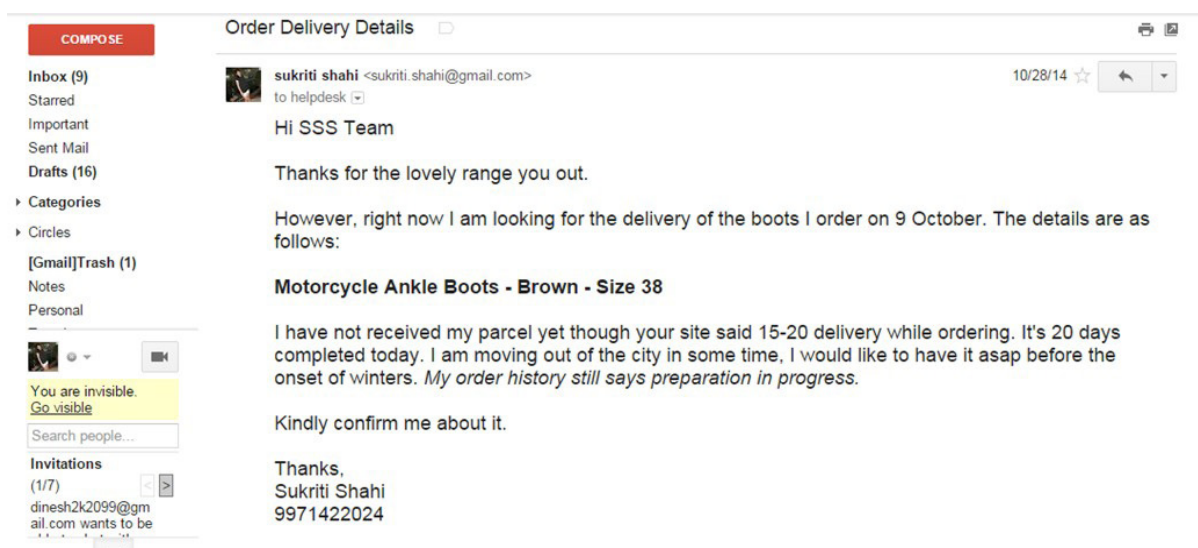 Order Delivery Details
COMPOSE
sukriti shahi <sukriti.shahi@gmail.com>
10/28/14
to helpdesk
Inbox (9)
Starred
Important
Sent Mail
Drafts (16)
Categories
Circles
[Gmail]Trash (1)
Notes
Personal
You are invisible.
Go visible
Search people...
Invitations
(1/7)
< >
dinesh2k2099@gm
ail.com wants to be
Hi SSS Team
Thanks for the lovely range you out.
However, right now I am looking for the delivery of the boots I order on 9 October. The details are as
follows:
Motorcycle Ankle Boots - Brown - Size 38
I have not received my parcel yet though your site said 15-20 delivery while ordering. It's 20 days
completed today. I am moving out of the city in some time, I would like to have it asap before the
onset of winters. My order history still says preparation in progress.
Kindly confirm me about it.
Thanks,
Sukriti Shahi
9971422024